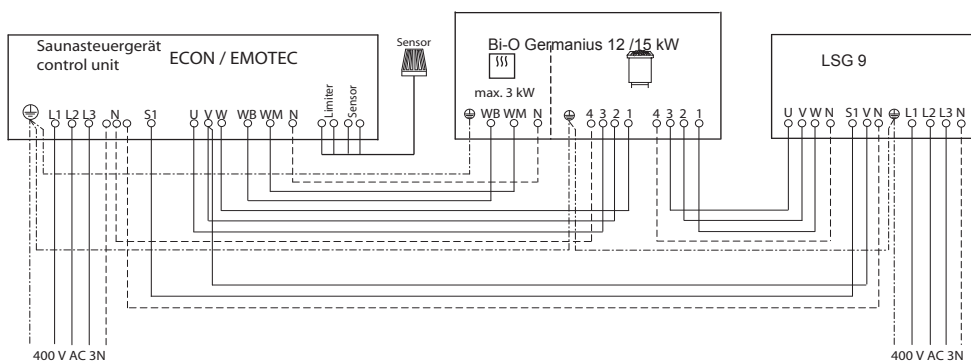 Saunasteuergerät
control unit
ECON / EMOTEC
L1 L2 L3 N S1 U V W WB WM N
Limiter
Sensor
Sensor
Bi-O Germanius 12 /15 kW
max. 3 kW
WB WM N 4 3 2 1 4 3 2 1
LSG 9
U V W N S1 V N L1 L2 L3 N
400 V AC 3N
400 V AC 3N